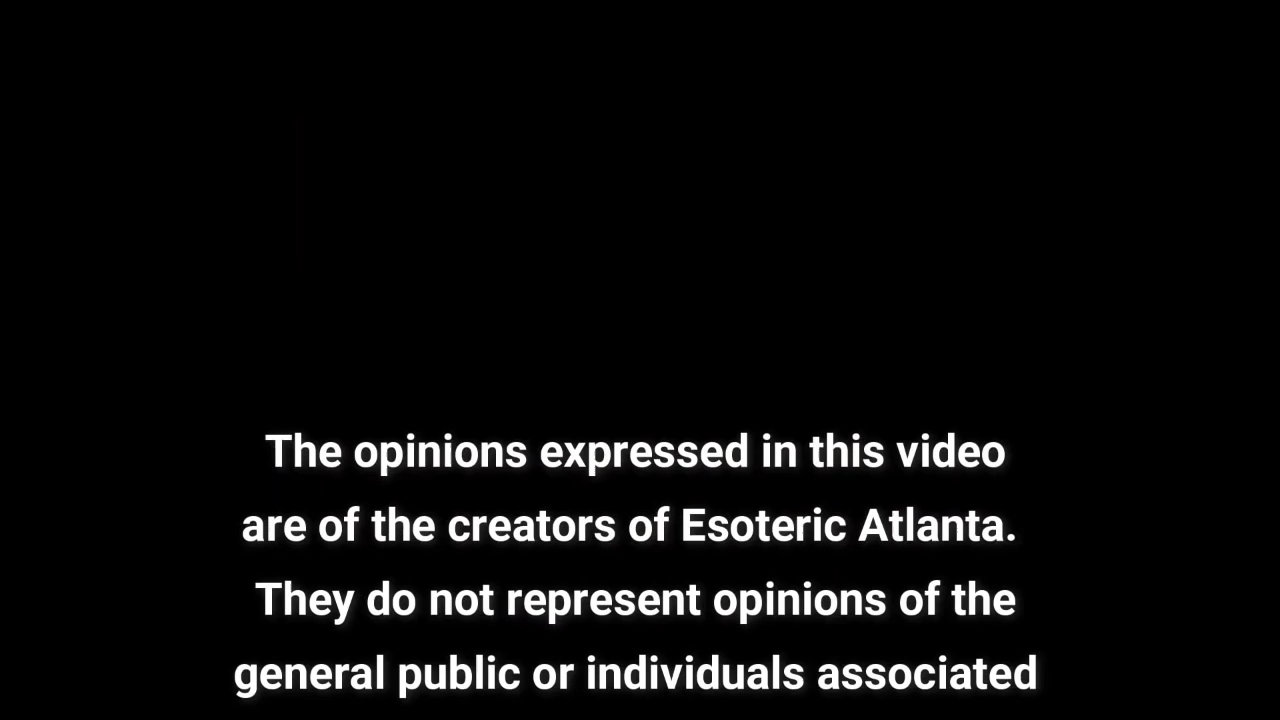 The opinions expressed in this video
are of the creators of Esoteric Atlanta.
They do not represent opinions of the
general public or individuals associated